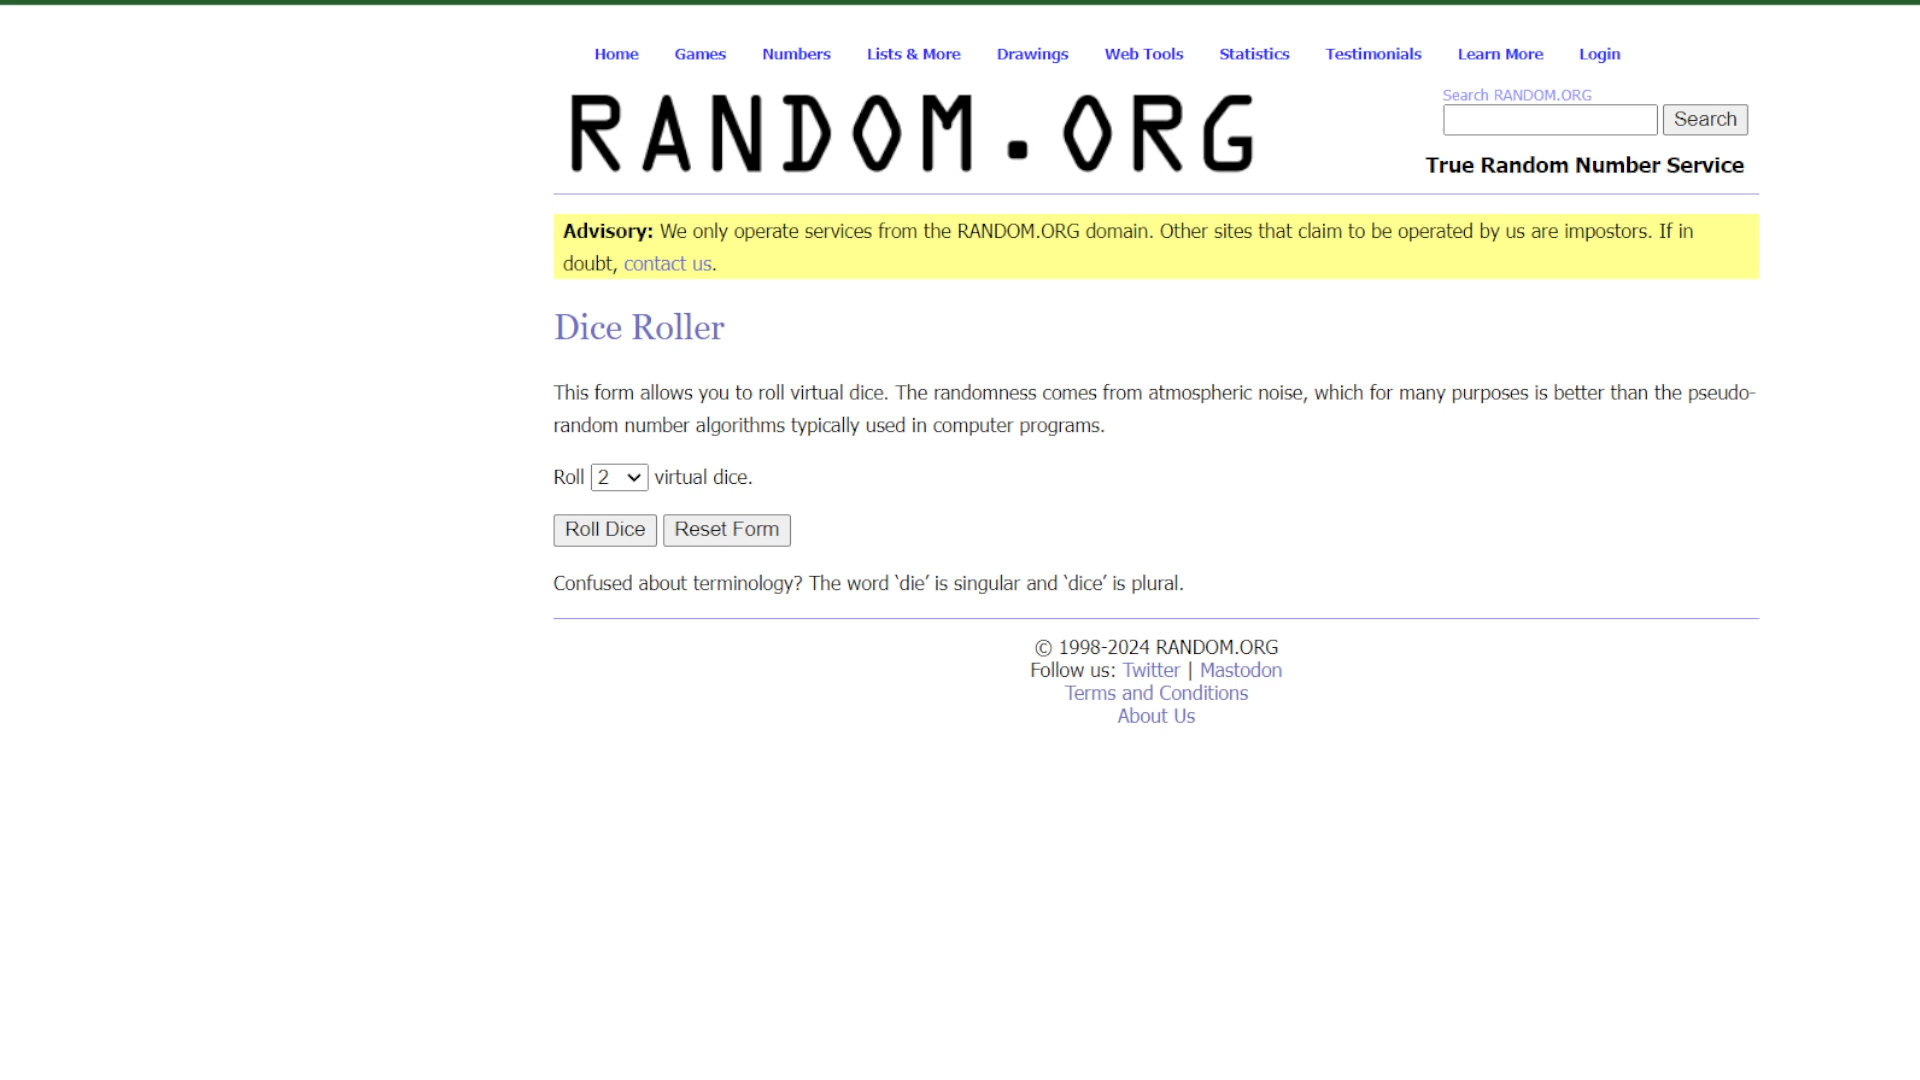 Home Games Numbers Lists & More Drawings Web Tools Statistics Testimonials Learn More Login
RANDOM.ORG
Search RANDOM.ORG
Search
True Random Number Service
Advisory: We only operate services from the RANDOM.ORG domain. Other sites that claim to be operated by us are impostors. If in
doubt, contact us.
Dice Roller
This form allows you to roll virtual dice. The randomness comes from atmospheric noise, which for many purposes is better than the pseudo-
random number algorithms typically used in computer programs.
Roll 2 virtual dice.
Roll Dice Reset Form
Confused about terminology? The word ‘die’ is singular and ‘dice’ is plural.
© 1998-2024 RANDOM.ORG
Follow us: Twitter | Mastodon
Terms and Conditions
About Us